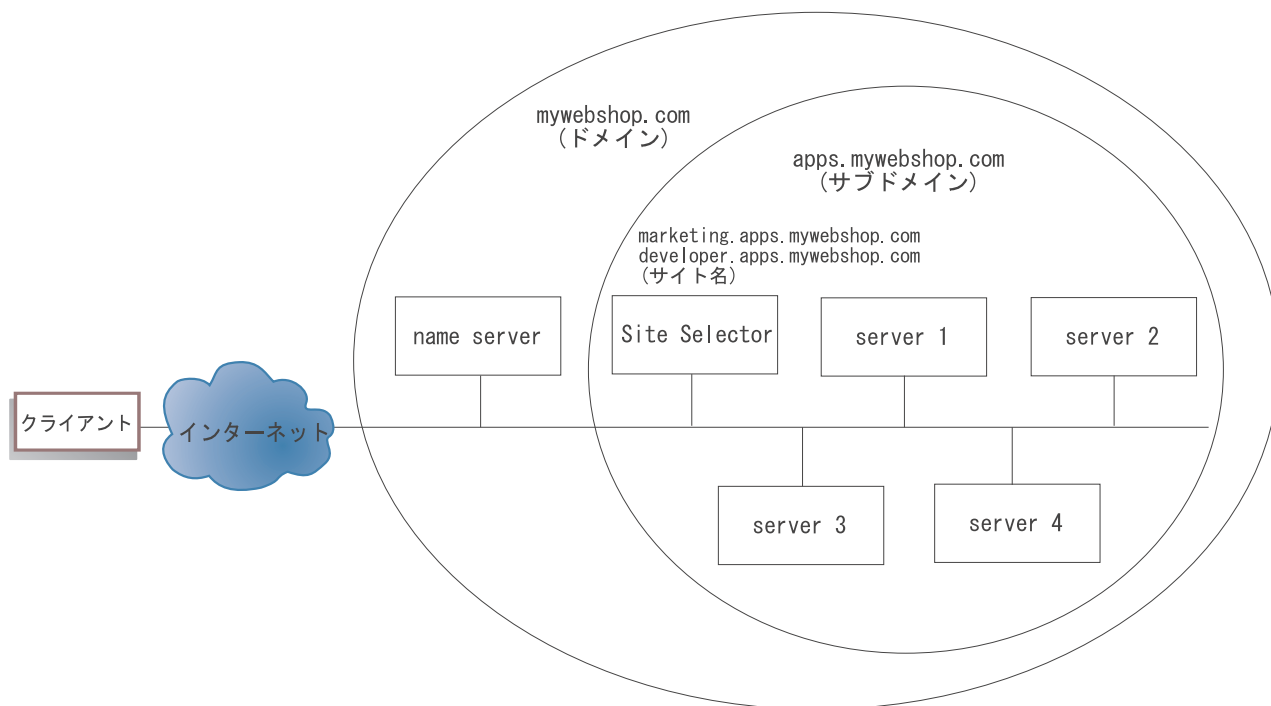 mywebshop.com
(ドメイン)
apps.mywebshop.com
(サブドメイン)
marketing.apps.mywebshop.com
developer.apps.mywebshop.com
(サイト名)
name server
Site Selector
server 1
server 2
クライアント
インターネット
server 3
server 4